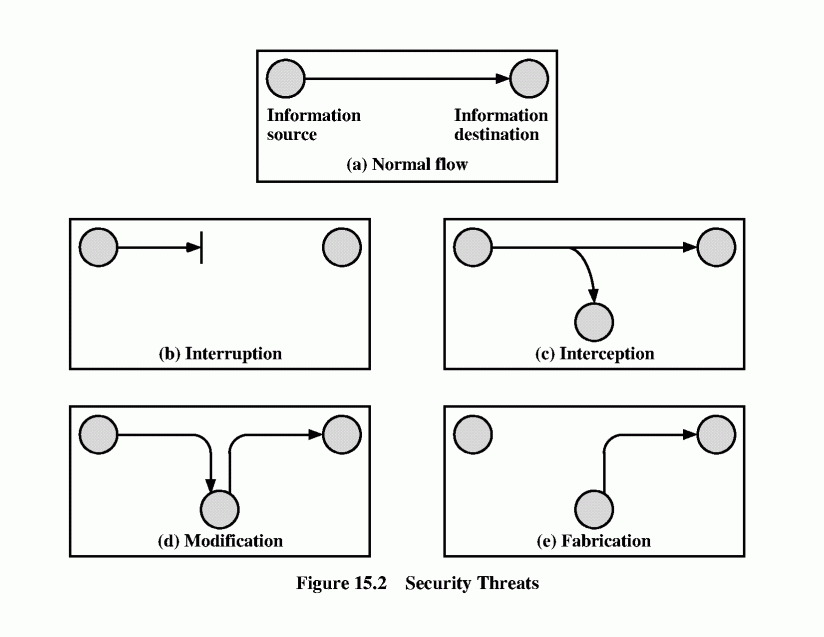 Information
source
Information
destination
(a) Normal flow
(b) Interruption
(c) Interception
(d) Modification
(e) Fabrication
Figure 15.2 Security Threats